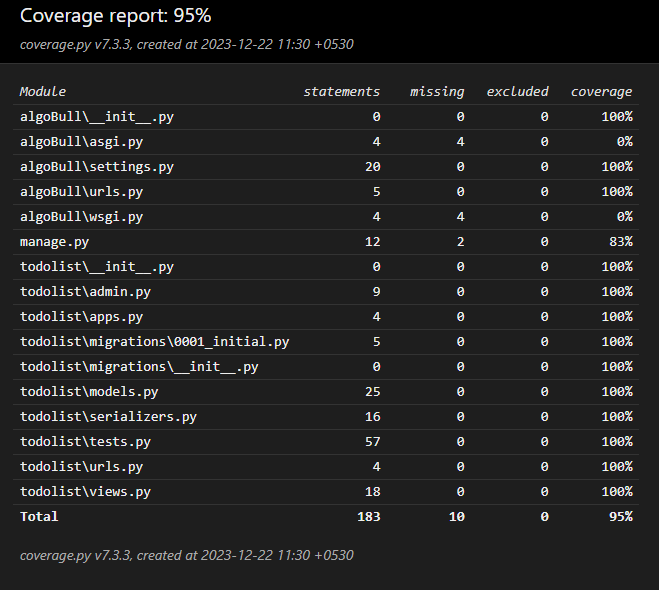 Coverage report: 95%
coverage.py v7.3.3, created at 2023-12-22 11:30 +0530
Module statements missing excluded coverage
algoBull\__init__.py 0 0 0 100%
algoBull\asgi.py 4 4 0 0%
algoBull\settings.py 20 0 0 100%
algoBull\urls.py 5 0 0 100%
algoBull\wsgi.py 4 4 0 0%
manage.py 12 2 0 83%
todolist\__init__.py 0 0 0 100%
todolist\admin.py 9 0 0 100%
todolist\apps.py 4 0 0 100%
todolist\migrations\0001_initial.py 5 0 0 100%
todolist\migrations\__init__.py 0 0 0 100%
todolist\models.py 25 0 0 100%
todolist\serializers.py 16 0 0 100%
todolist\tests.py 57 0 0 100%
todolist\urls.py 4 0 0 100%
todolist\views.py 18 0 0 100%
Total 183 10 0 95%
coverage.py v7.3.3, created at 2023-12-22 11:30 +0530